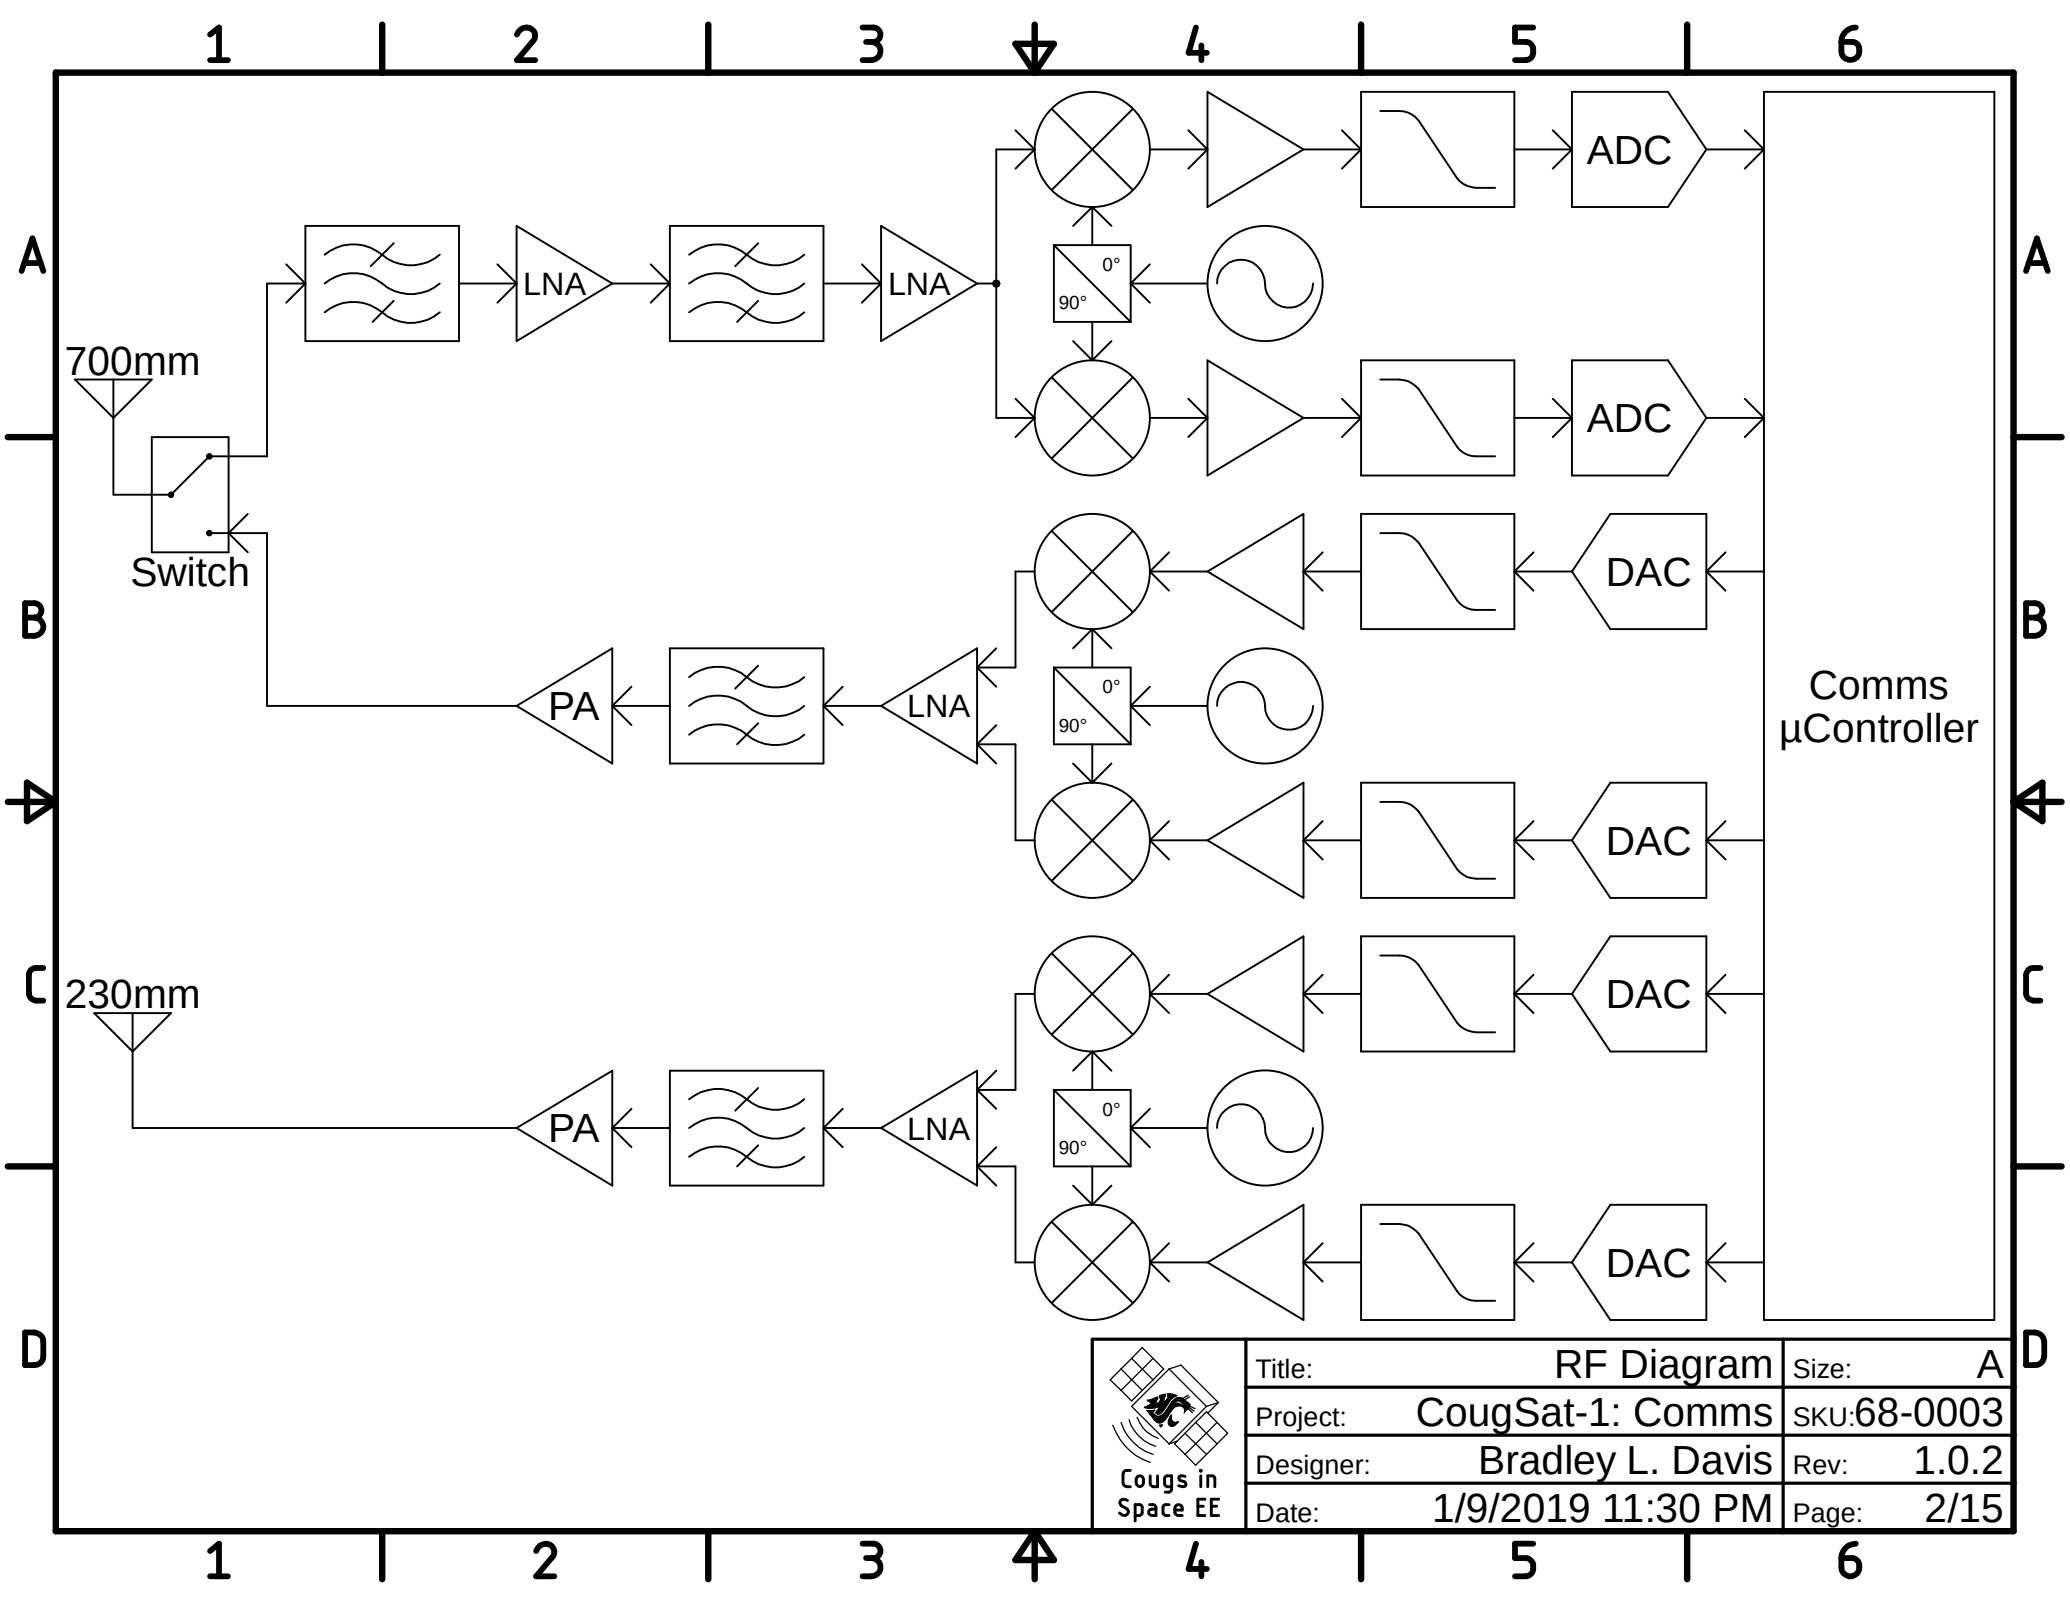 1 2 3 4 5 6
A A
ADC
0°
90°
LNA LNA
700mm
ADC
Switch
DAC
B B
0°
90°
PA LNA
Comms
µController
DAC
C C
230mm
DAC
0°
90°
PA LNA
DAC
D D
Title: RF Diagram Size: A
Project: CougSat-1: Comms SKU:68-0003
Designer: Bradley L. Davis Rev: 1.0.2
Date: 1/9/2019 11:30 PM Page: 2/15
Cougs in
Space EE
1 2 3 4 5 6